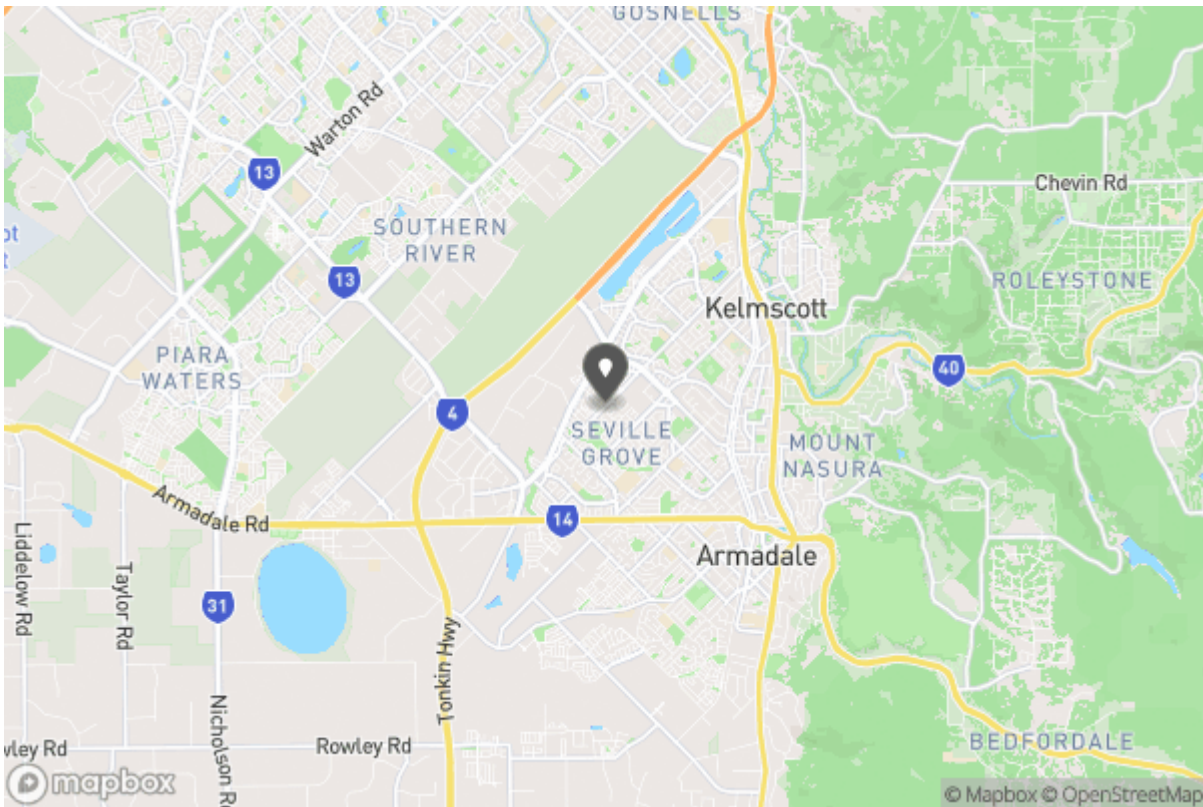 GOSNELLS
Warton Rd
13
Chevin Rd
SOUTHERN
RIVER
13
ROLEYSTONE
Kelmscott
PIARA
WATERS
40
4
SEVILLE
GROVE
MOUNT
NASURA
Armadale Rd
14
Armadale
Liddelow Rd
Taylor Rd
31
Tonkin Hwy
Nicholson Rd
Rowley Rd
BEDFORDALE
mapbox
© Mapbox © OpenStreetMap